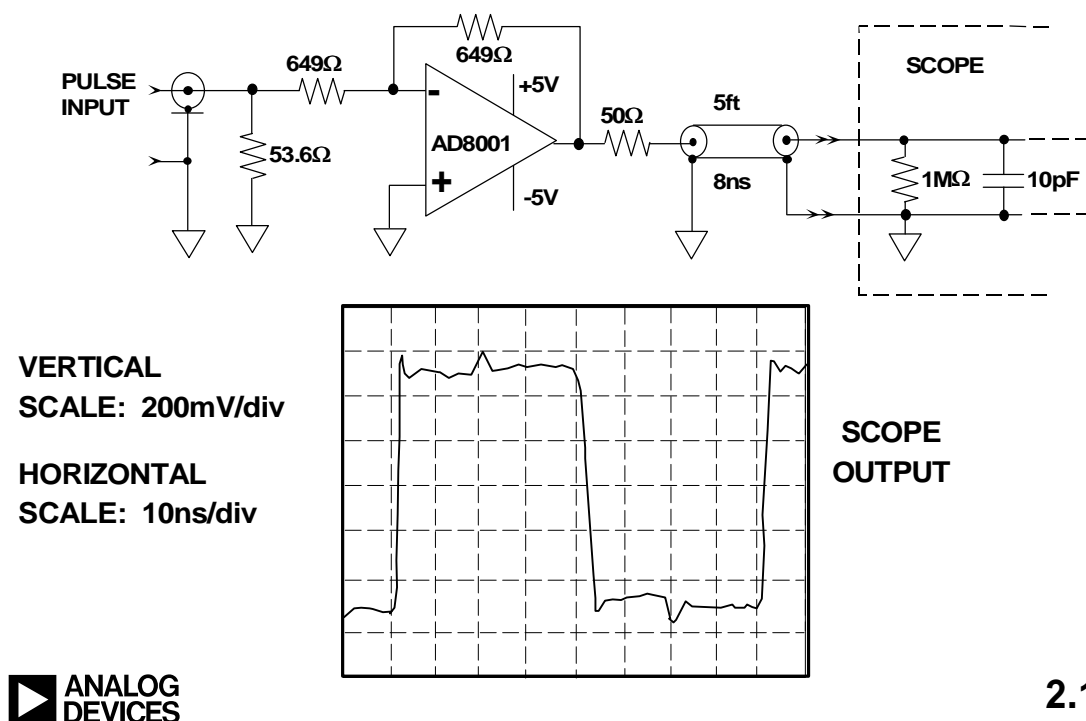 649Ω
649Ω
PULSE
INPUT
SCOPE
+5V
50Ω
5ft
-
AD8001
53.6Ω
+
8ns
1MΩ
10pF
-5V
VERTICAL
SCALE: 200mV/div
HORIZONTAL
SCALE: 10ns/div
SCOPE
OUTPUT
ANALOG
DEVICES